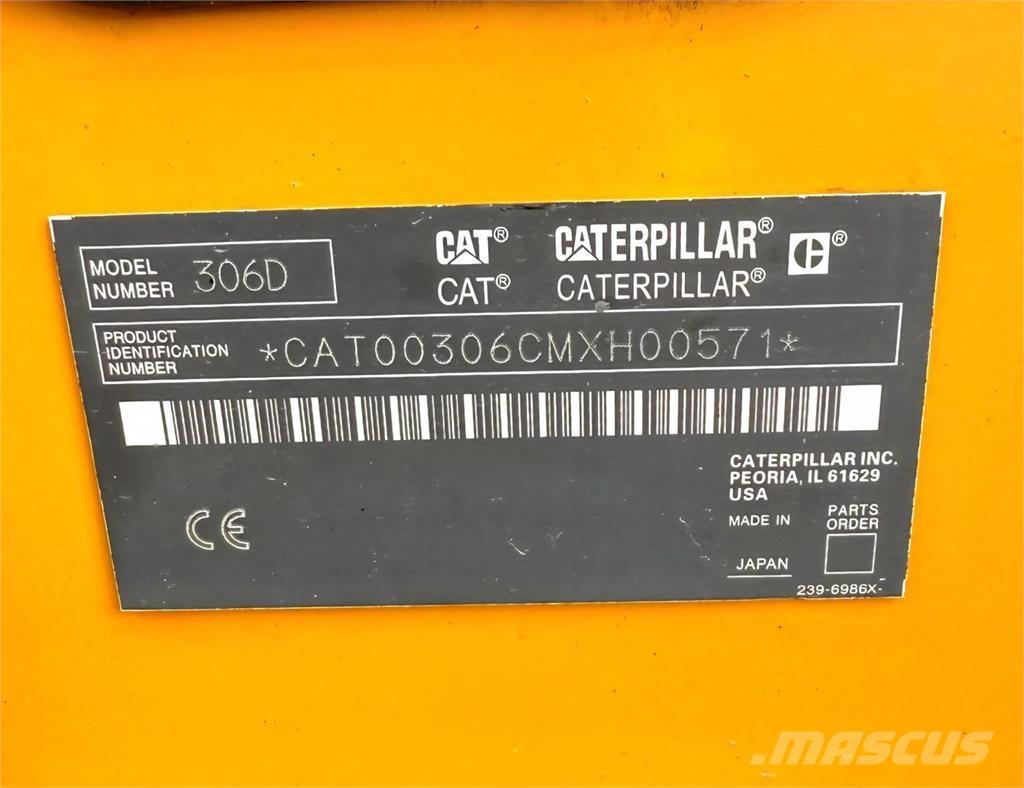 MODEL NUMBER 306D
CAT® CATERPILLAR® ®
CAT® CATERPILLAR®
PRODUCT
IDENTIFICATION
NUMBER
*CAT00306CMXH00571*
CATERPILLAR INC.
PEORIA, IL 61629
USA
MADE IN
JAPAN
PARTS
ORDER
239-6986X-
CE
MASCUS